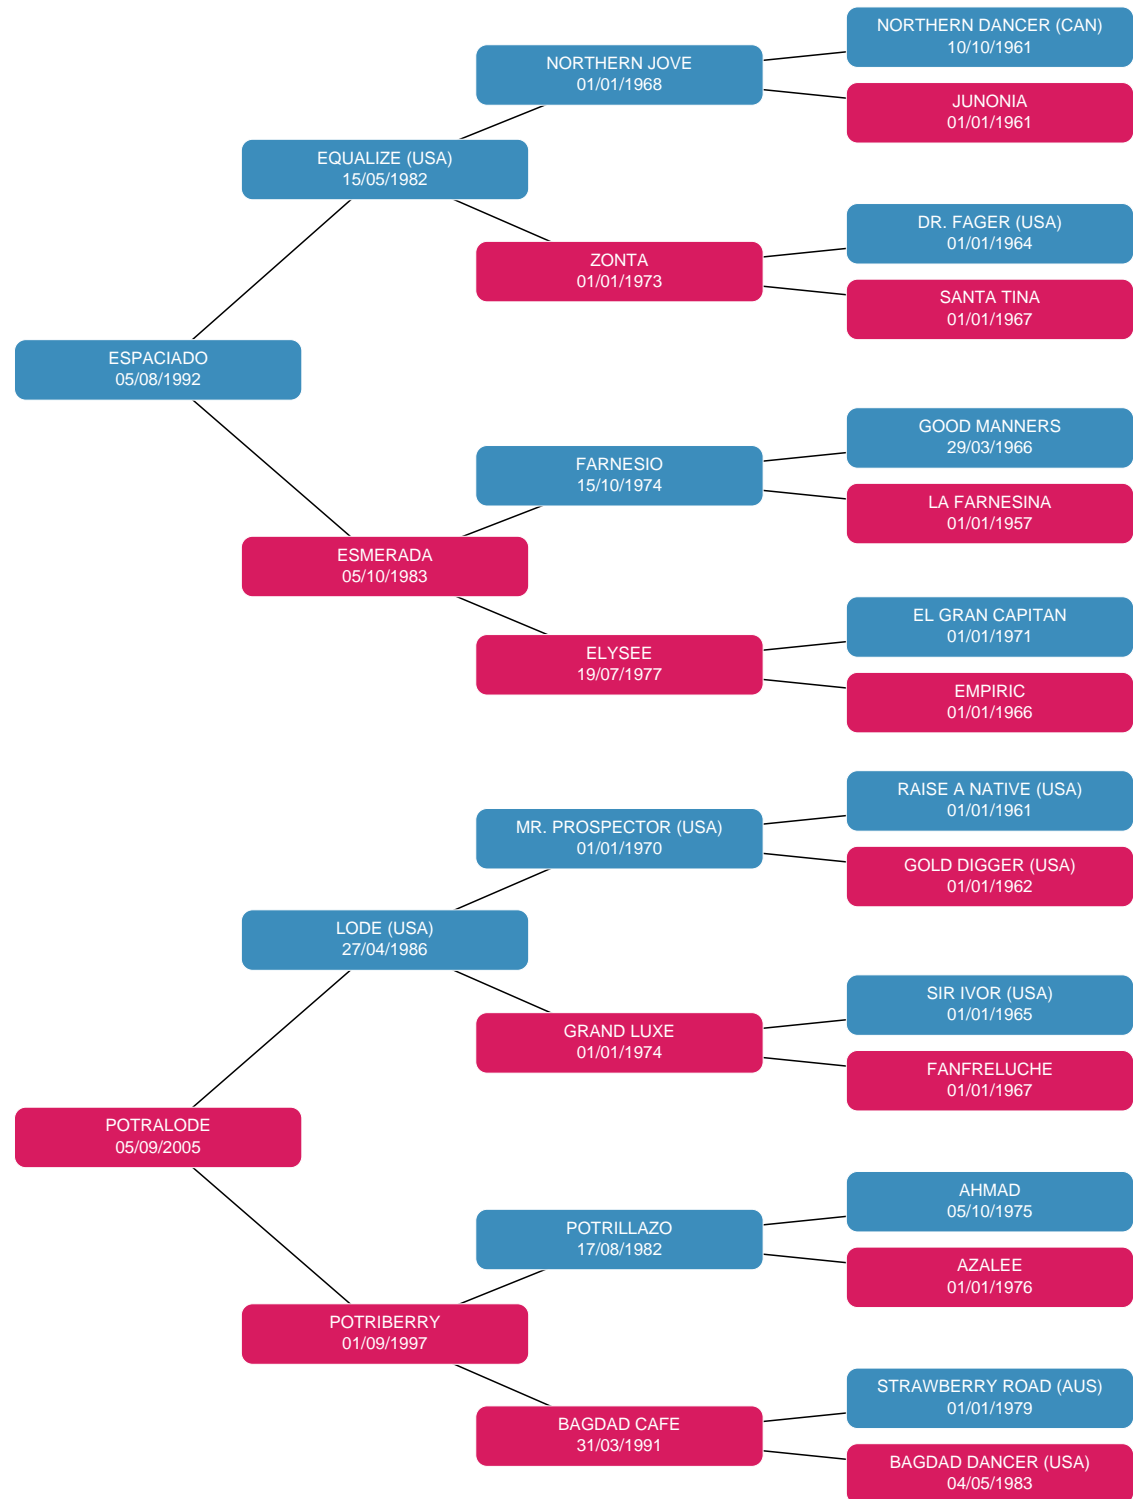 NORTHERN DANCER (CAN)
10/10/1961
NORTHERN JOVE
01/01/1968
JUNONIA
01/01/1961
EQUALIZE (USA)
15/05/1982
DR. FAGER (USA)
01/01/1964
ZONTA
01/01/1973
SANTA TINA
01/01/1967
ESPACIADO
05/08/1992
GOOD MANNERS
29/03/1966
FARNESIO
15/10/1974
LA FARNESINA
01/01/1957
ESMERADA
05/10/1983
EL GRAN CAPITAN
01/01/1971
ELYSEE
19/07/1977
EMPIRIC
01/01/1966
RAISE A NATIVE (USA)
01/01/1961
MR. PROSPECTOR (USA)
01/01/1970
GOLD DIGGER (USA)
01/01/1962
LODE (USA)
27/04/1986
SIR IVOR (USA)
01/01/1965
GRAND LUXE
01/01/1974
FANFRELUCHE
01/01/1967
POTRALODE
05/09/2005
AHMAD
05/10/1975
POTRILLAZO
17/08/1982
AZALEE
01/01/1976
POTRIBERRY
01/09/1997
STRAWBERRY ROAD (AUS)
01/01/1979
BAGDAD CAFE
31/03/1991
BAGDAD DANCER (USA)
04/05/1983